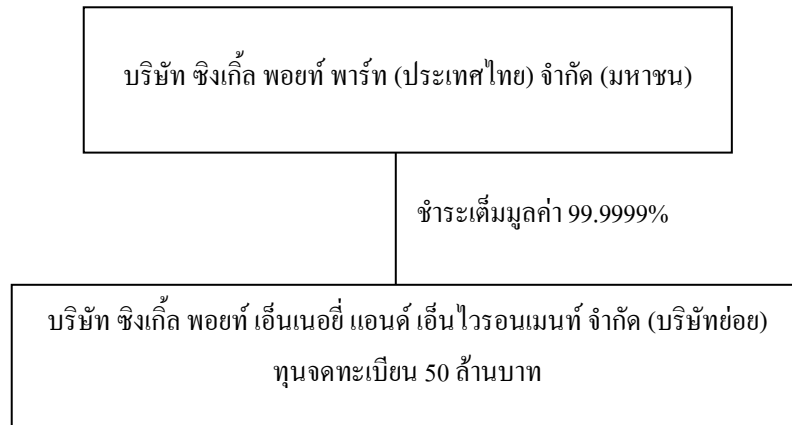 บริษัท ซิงเกิ้ล พอยท์ พาร์ท (ประเทศไทย) จำกัด (มหาชน)
ชำระเต็มมูลค่า 99.9999%
บริษัท ซิงเกิ้ล พอยท์ เอ็นเนอยี่ แอนด์ เอ็นไวรอนเมนท์ จำกัด (บริษัทย่อย)
ทุนจดทะเบียน 50 ล้านบาท